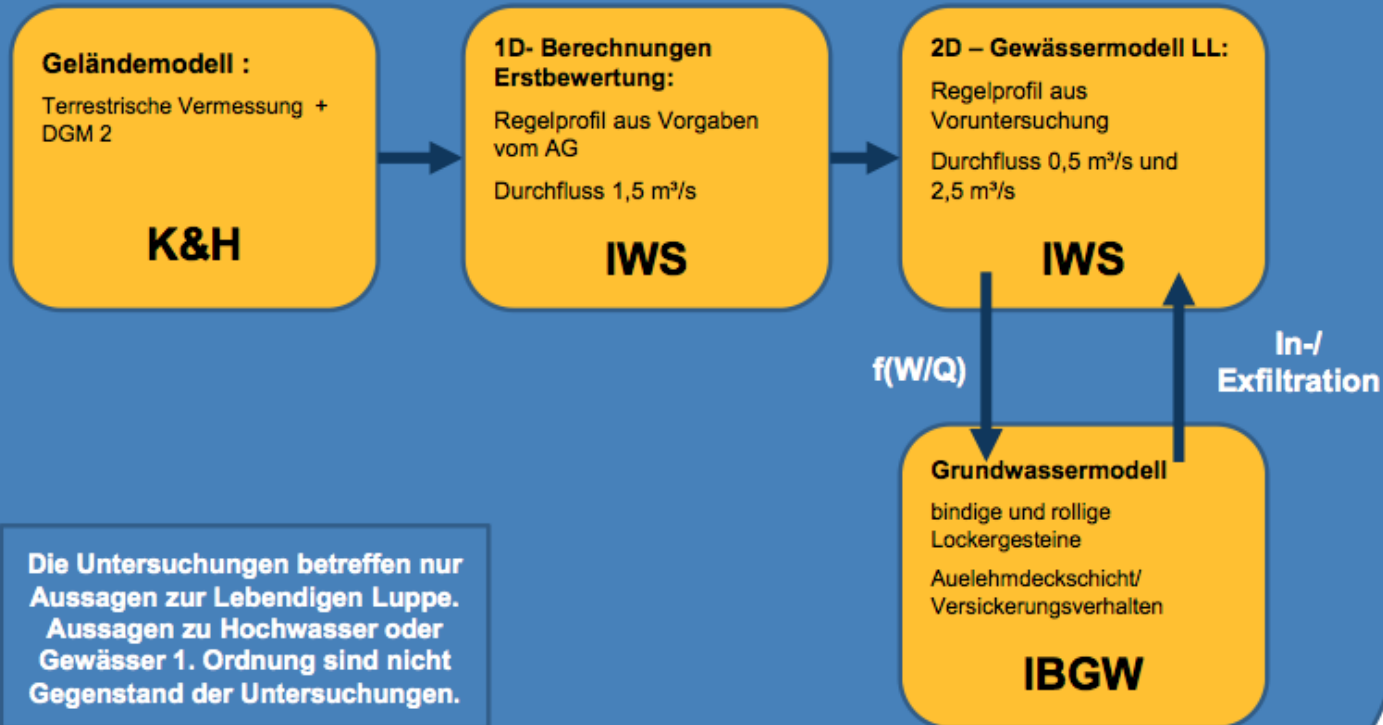 Geländemodell :
Terrestrische Vermessung +
DGM 2
K&H
1D- Berechnungen
Erstbewertung:
Regelprofil aus Vorgaben
vom AG
Durchfluss 1,5 m³/s
IWS
2D – Gewässermodell LL:
Regelprofil aus
Voruntersuchung
Durchfluss 0,5 m³/s und
2,5 m³/s
IWS
f(W/Q)
In-/
Exfiltration
Grundwassermodell
bindige und rollige
Lockergesteine
Auelehmdeckschicht/
Versickerungsverhalten
IBGW
Die Untersuchungen betreffen nur
Aussagen zur Lebendigen Luppe.
Aussagen zu Hochwasser oder
Gewässer 1. Ordnung sind nicht
Gegenstand der Untersuchungen.